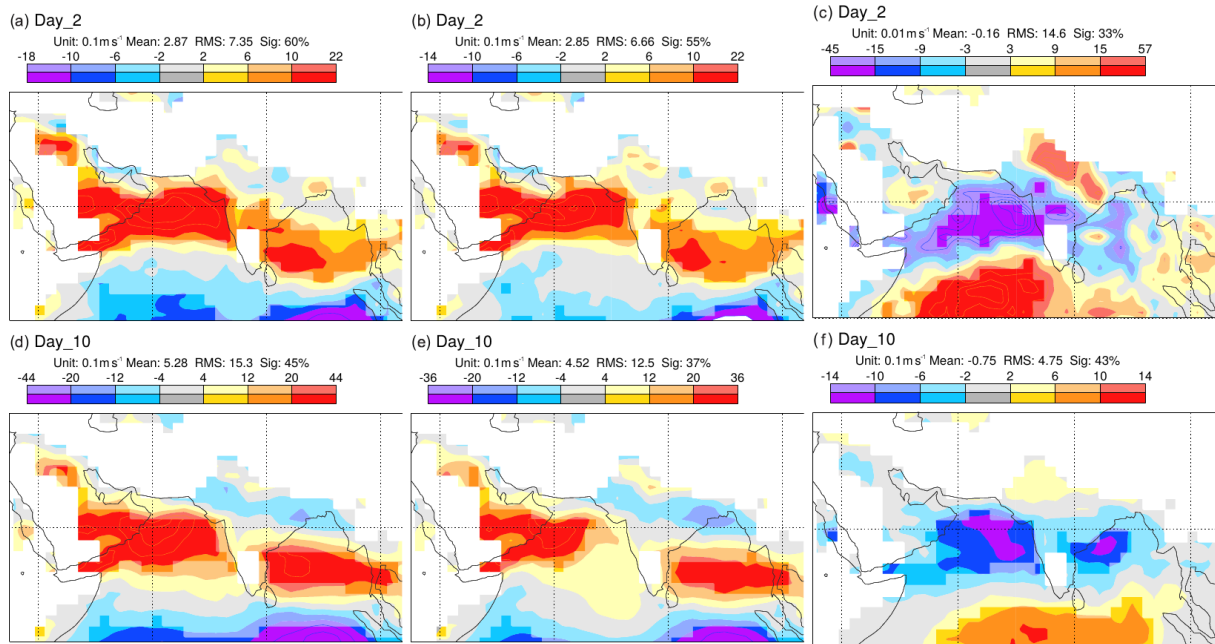 (a) Day_2
Unit: 0.1m s⁻¹ Mean: 2.87 RMS: 7.35 Sig: 60%
-18 -10 -6 -2 2 6 10 22
(b) Day_2
Unit: 0.1m s⁻¹ Mean: 2.85 RMS: 6.66 Sig: 55%
-14 -10 -6 -2 2 6 10 22
(c) Day_2
Unit: 0.01m s⁻¹ Mean: -0.16 RMS: 14.6 Sig: 33%
-45 -15 -9 -3 3 9 15 57
(d) Day_10
Unit: 0.1m s⁻¹ Mean: 5.28 RMS: 15.3 Sig: 45%
-44 -20 -12 -4 4 12 20 44
(e) Day_10
Unit: 0.1m s⁻¹ Mean: 4.52 RMS: 12.5 Sig: 37%
-36 -20 -12 -4 4 12 20 36
(f) Day_10
Unit: 0.1m s⁻¹ Mean: -0.75 RMS: 4.75 Sig: 43%
-14 -10 -6 -2 2 6 10 14